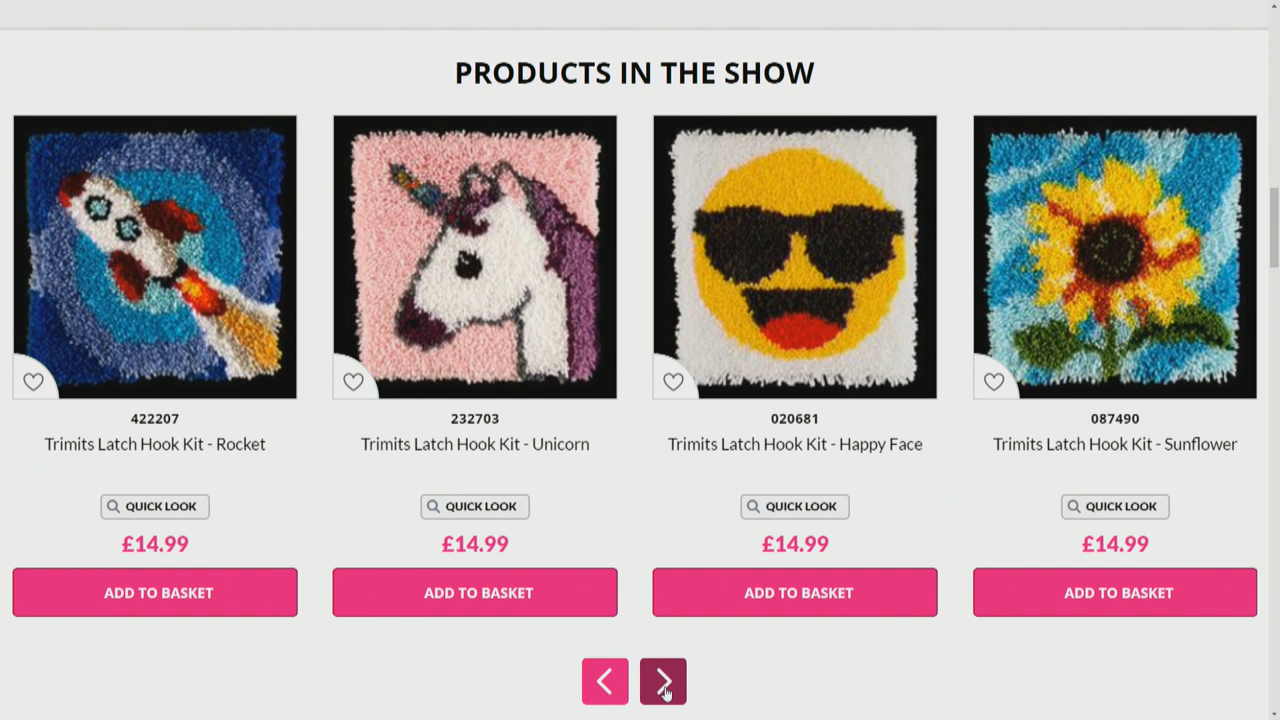 PRODUCTS IN THE SHOW
422207
Trimits Latch Hook Kit - Rocket
QUICK LOOK
£14.99
ADD TO BASKET
232703
Trimits Latch Hook Kit - Unicorn
QUICK LOOK
£14.99
ADD TO BASKET
020681
Trimits Latch Hook Kit - Happy Face
QUICK LOOK
£14.99
ADD TO BASKET
087490
Trimits Latch Hook Kit - Sunflower
QUICK LOOK
£14.99
ADD TO BASKET